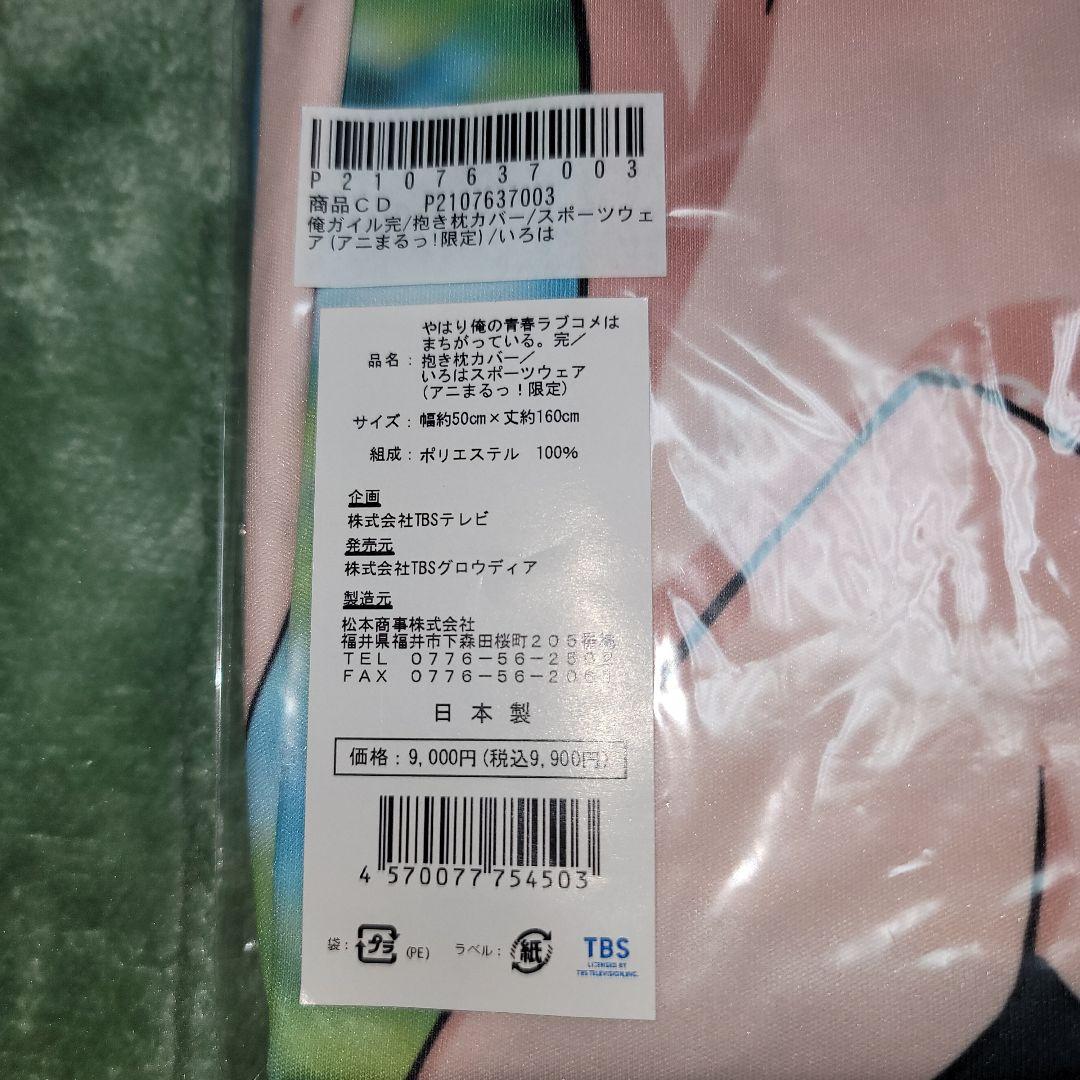 P2107637003
商品CD P2107637003
俺ガイル完/抱き枕カバー/スポーツウェ
ア(アニまるっ!限定)/いろは
やはり俺の青春ラブコメは
まちがっている。完／
品名：抱き枕カバー／
いろはスポーツウェア
(アニまるっ！限定)
サイズ：幅約50cm×丈約160cm
組成：ポリエステル 100%
企画
株式会社TBSテレビ
発売元
株式会社TBSグロウディア
製造元
松本商事株式会社
福井県福井市下森田桜町２０５番地
ＴＥＬ ０７７６－５６－２５０２
ＦＡＸ ０７７６－５６－２０６
日本製
価格：9,000円(税込9,900円)
4 570077 754503
袋：プラ(PE) ラベル：紙
TBS
LICENSED BY
TBS TELEVISION,INC.